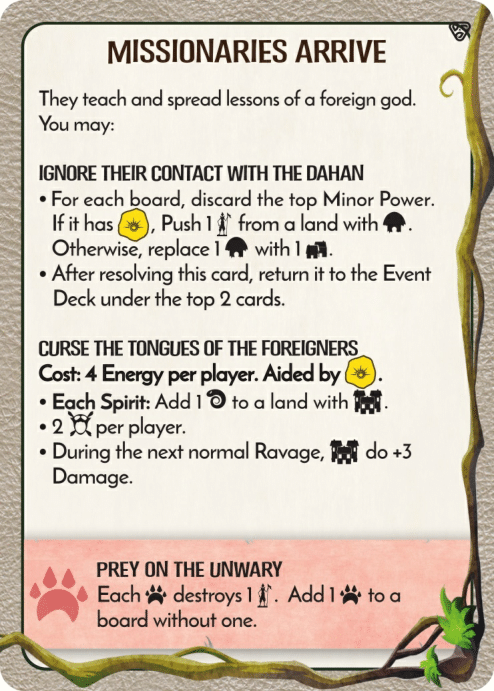 MISSIONARIES ARRIVE
They teach and spread lessons of a foreign god.
You may:
IGNORE THEIR CONTACT WITH THE DAHAN
• For each board, discard the top Minor Power.
If it has , Push 1 from a land with .
Otherwise, replace 1 with 1 .
• After resolving this card, return it to the Event
Deck under the top 2 cards.
CURSE THE TONGUES OF THE FOREIGNERS
Cost: 4 Energy per player. Aided by .
• Each Spirit: Add 1 to a land with .
• 2 per player.
• During the next normal Ravage, do +3
Damage.
PREY ON THE UNWARY
Each destroys 1 . Add 1 to a
board without one.